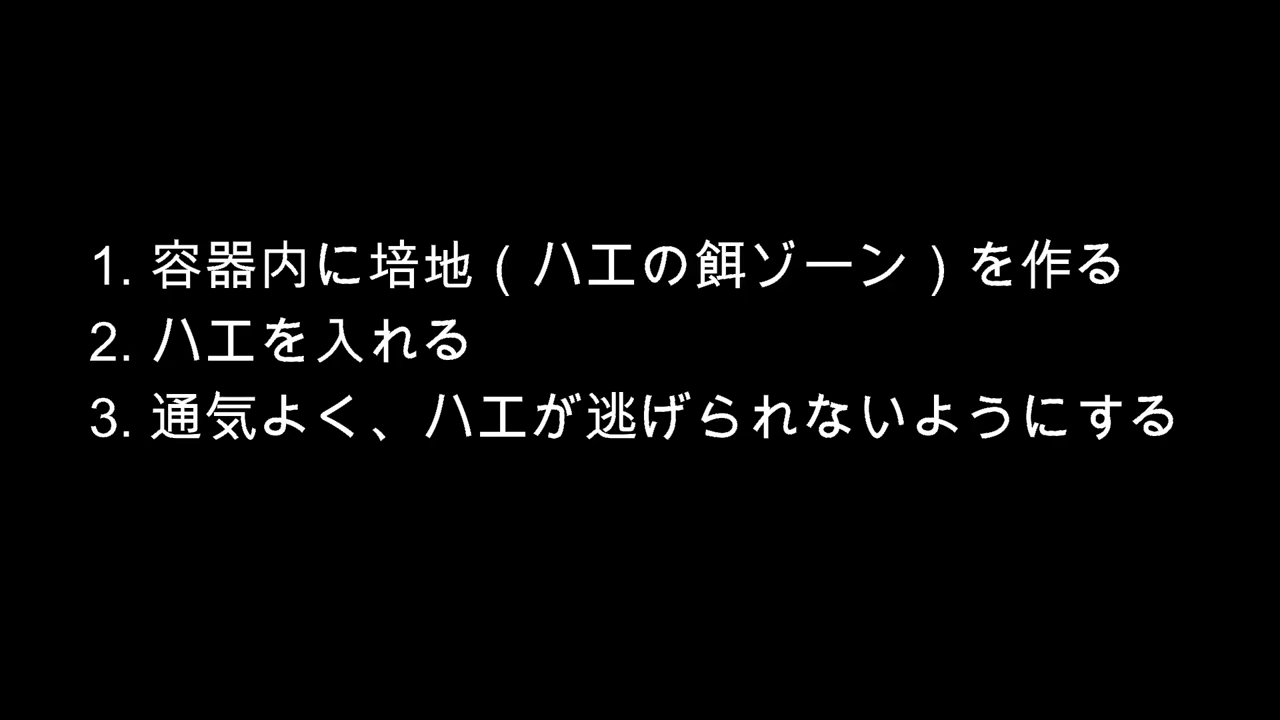 1. 容器内に培地（ハエの餌ゾーン）を作る
2. ハエを入れる
3. 通気よく、ハエが逃げられないようにする